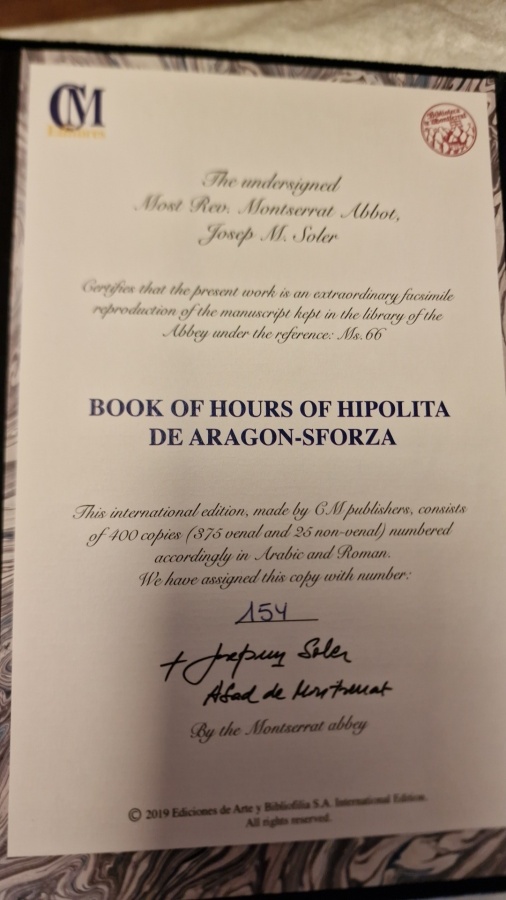 CM
Editores
Biblioteca
de Montserrat
The undersigned
Most Rev. Montserrat Abbot,
Josep M. Soler
Certifies that the present work is an extraordinary facsimile
reproduction of the manuscript kept in the library of the
Abbey under the reference: Ms. 66
BOOK OF HOURS OF HIPOLITA
DE ARAGON-SFORZA
This international edition, made by CM publishers, consists
of 400 copies (375 venal and 25 non-venal) numbered
accordingly in Arabic and Roman.
We have assigned this copy with number:
154
+ Josep M Soler
Abad de Montserrat
By the Montserrat abbey
© 2019 Ediciones de Arte y Bibliofilia S.A. International Edition.
All rights reserved.